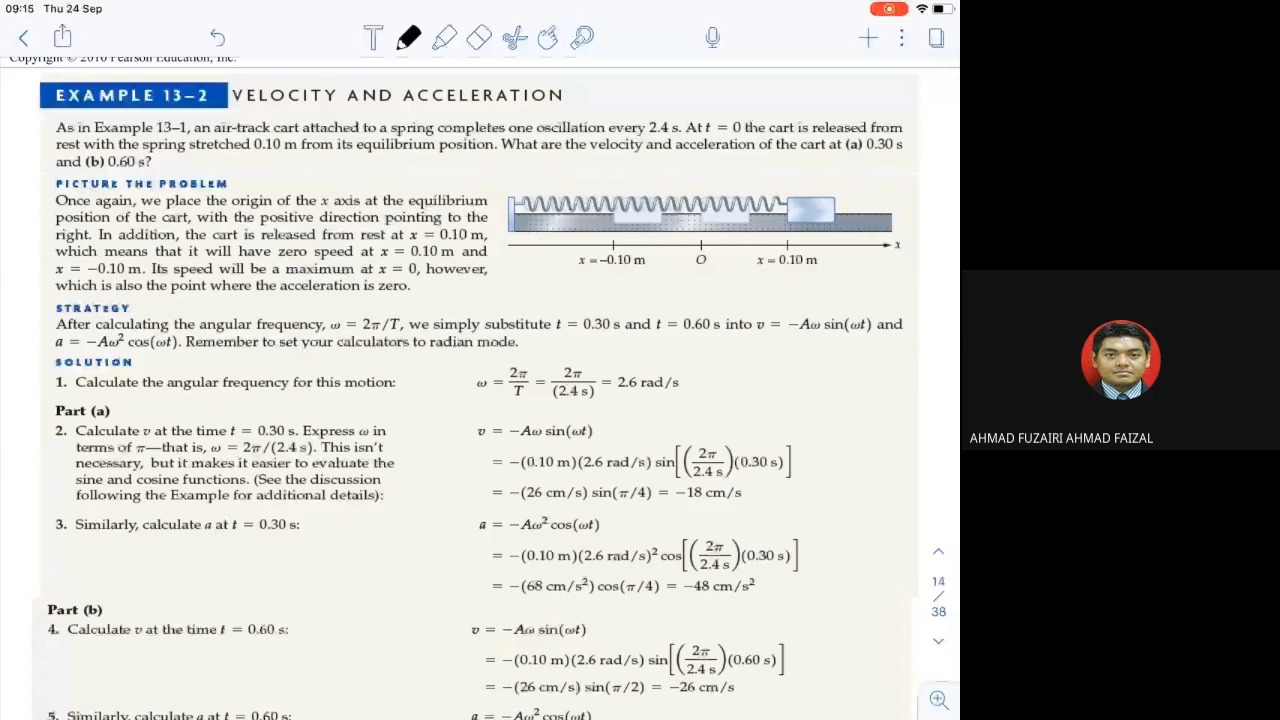 09:15 Thu 24 Sep
Copyright © 2010 Pearson Education, Inc.
EXAMPLE 13–2 VELOCITY AND ACCELERATION
As in Example 13–1, an air-track cart attached to a spring completes one oscillation every 2.4 s. At t = 0 the cart is released from
rest with the spring stretched 0.10 m from its equilibrium position. What are the velocity and acceleration of the cart at (a) 0.30 s
and (b) 0.60 s?
PICTURE THE PROBLEM
Once again, we place the origin of the x axis at the equilibrium
position of the cart, with the positive direction pointing to the
right. In addition, the cart is released from rest at x = 0.10 m,
which means that it will have zero speed at x = 0.10 m and
x = −0.10 m. Its speed will be a maximum at x = 0, however,
which is also the point where the acceleration is zero.
x
x = −0.10 m O x = 0.10 m
STRATEGY
After calculating the angular frequency, ω = 2π/T, we simply substitute t = 0.30 s and t = 0.60 s into v = −Aω sin(ωt) and
a = −Aω² cos(ωt). Remember to set your calculators to radian mode.
SOLUTION
1. Calculate the angular frequency for this motion:
ω = 2π/T = 2π/(2.4 s) = 2.6 rad/s
Part (a)
2. Calculate v at the time t = 0.30 s. Express ω in
terms of π—that is, ω = 2π/(2.4 s). This isn't
necessary, but it makes it easier to evaluate the
sine and cosine functions. (See the discussion
following the Example for additional details):
v = −Aω sin(ωt)
= −(0.10 m)(2.6 rad/s) sin[(2π/2.4 s)(0.30 s)]
= −(26 cm/s) sin(π/4) = −18 cm/s
3. Similarly, calculate a at t = 0.30 s:
a = −Aω² cos(ωt)
= −(0.10 m)(2.6 rad/s)² cos[(2π/2.4 s)(0.30 s)]
= −(68 cm/s²) cos(π/4) = −48 cm/s²
Part (b)
4. Calculate v at the time t = 0.60 s:
v = −Aω sin(ωt)
= −(0.10 m)(2.6 rad/s) sin[(2π/2.4 s)(0.60 s)]
= −(26 cm/s) sin(π/2) = −26 cm/s
5. Similarly, calculate a at t = 0.60 s:
a = −Aω² cos(ωt)
14
/
38
AHMAD FUZAIRI AHMAD FAIZAL